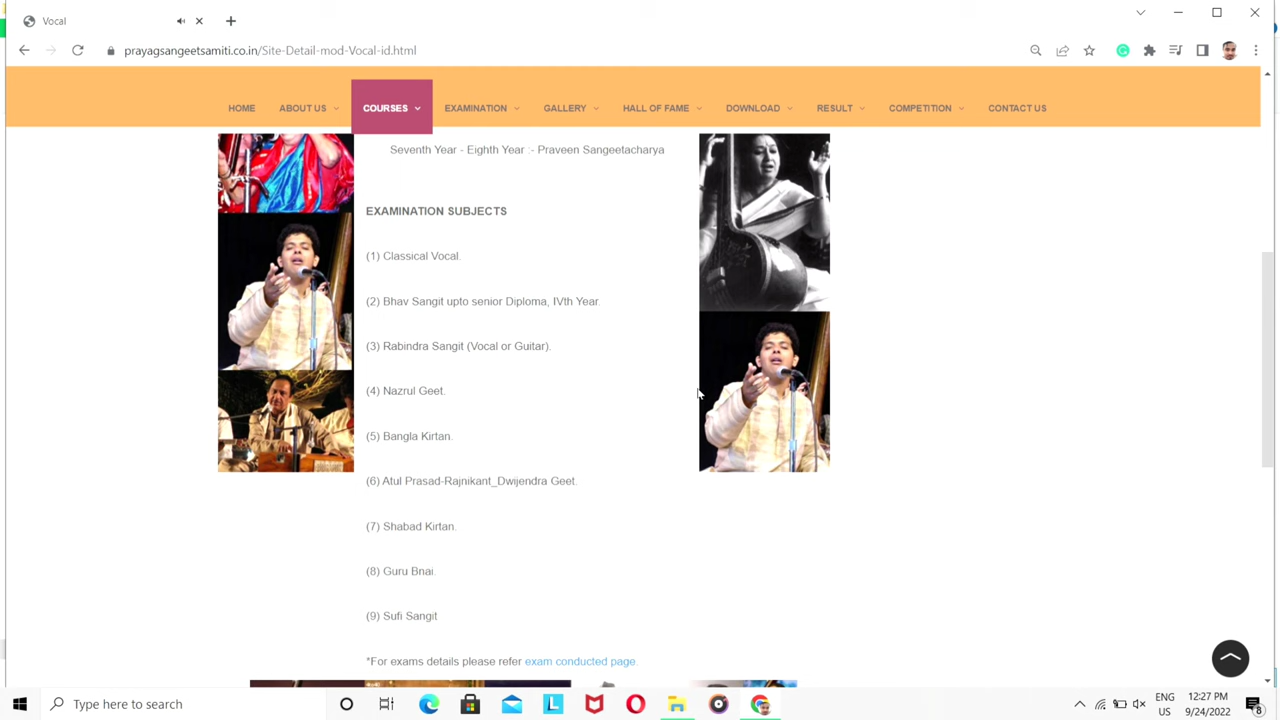 Vocal
prayagsangeetsamiti.co.in/Site-Detail-mod-Vocal-id.html
HOME ABOUT US COURSES EXAMINATION GALLERY HALL OF FAME DOWNLOAD RESULT COMPETITION CONTACT US
Seventh Year - Eighth Year :- Praveen Sangeetacharya
EXAMINATION SUBJECTS
(1) Classical Vocal.
(2) Bhav Sangit upto senior Diploma, IVth Year.
(3) Rabindra Sangit (Vocal or Guitar).
(4) Nazrul Geet.
(5) Bangla Kirtan.
(6) Atul Prasad-Rajnikant_Dwijendra Geet.
(7) Shabad Kirtan.
(8) Guru Bnai.
(9) Sufi Sangit
*For exams details please refer exam conducted page.
Type here to search
ENG
US
12:27 PM
9/24/2022
8